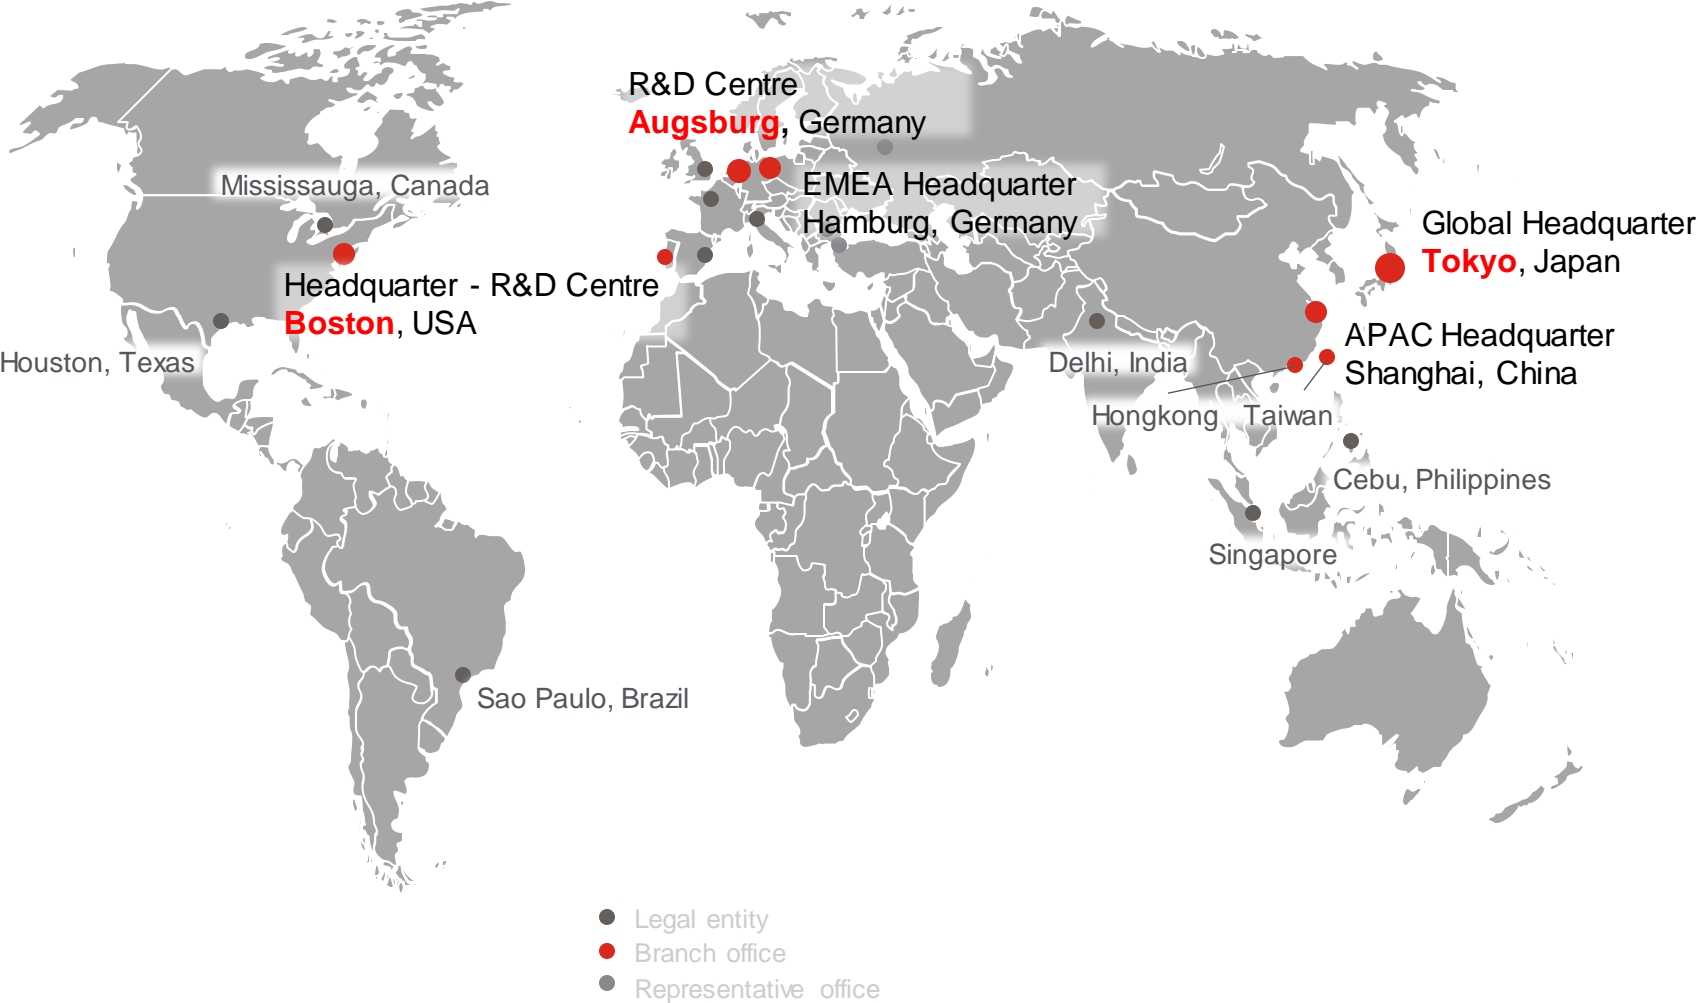 R&D Centre
Augsburg, Germany
Mississauga, Canada
EMEA Headquarter
Hamburg, Germany
Global Headquarter
Tokyo, Japan
Headquarter - R&D Centre
Boston, USA
Houston, Texas
Delhi, India
APAC Headquarter
Shanghai, China
Hongkong
Taiwan
Cebu, Philippines
Singapore
Sao Paulo, Brazil
Legal entity
Branch office
Representative office